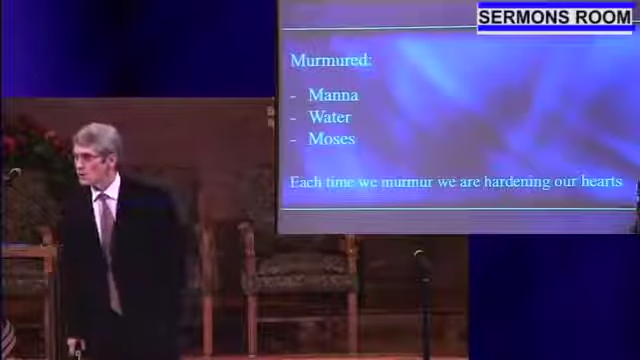 SERMONS ROOM
Murmured:
- Manna
- Water
- Moses
Each time we murmur we are hardening our hearts